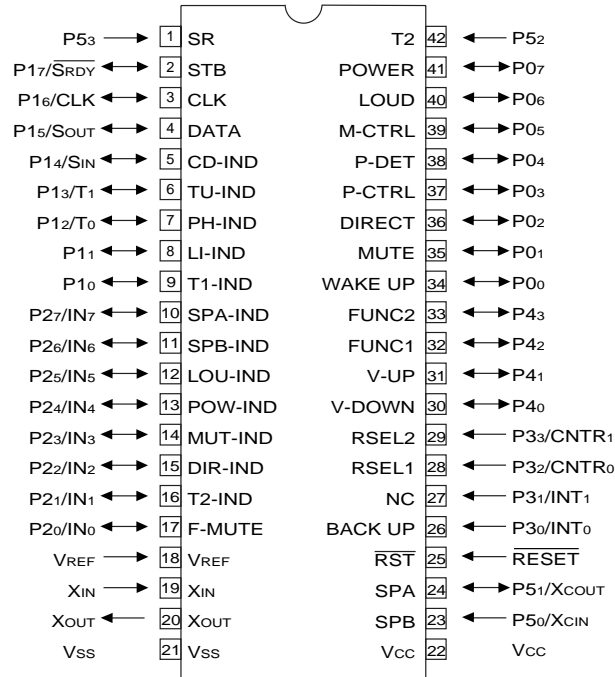 P53 1 SR T2 42 P52
P17/SRDY 2 STB POWER 41 P07
P16/CLK 3 CLK LOUD 40 P06
P15/SOUT 4 DATA M-CTRL 39 P05
P14/SIN 5 CD-IND P-DET 38 P04
P13/T1 6 TU-IND P-CTRL 37 P03
P12/T0 7 PH-IND DIRECT 36 P02
P11 8 LI-IND MUTE 35 P01
P10 9 T1-IND WAKE UP 34 P00
P27/IN7 10 SPA-IND FUNC2 33 P43
P26/IN6 11 SPB-IND FUNC1 32 P42
P25/IN5 12 LOU-IND V-UP 31 P41
P24/IN4 13 POW-IND V-DOWN 30 P40
P23/IN3 14 MUT-IND RSEL2 29 P33/CNTR1
P22/IN2 15 DIR-IND RSEL1 28 P32/CNTR0
P21/IN1 16 T2-IND NC 27 P31/INT1
P20/IN0 17 F-MUTE BACK UP 26 P30/INT0
VREF 18 VREF RST 25 RESET
XIN 19 XIN SPA 24 P51/XCOUT
XOUT 20 XOUT SPB 23 P50/XCIN
VSS 21 VSS VCC 22 VCC